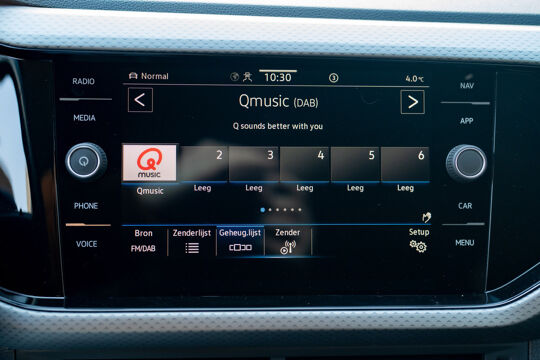 RADIO
MEDIA
PHONE
VOICE
Normal
10:30
3
4.0°C
<
Qmusic (DAB)
>
Q sounds better with you
Q MUSIC
2
3
4
5
6
Qmusic
Leeg
Leeg
Leeg
Leeg
Leeg
Bron
Zenderlijst
Geheug.lijst
Zender
Setup
FM/DAB
NAV
APP
CAR
MENU